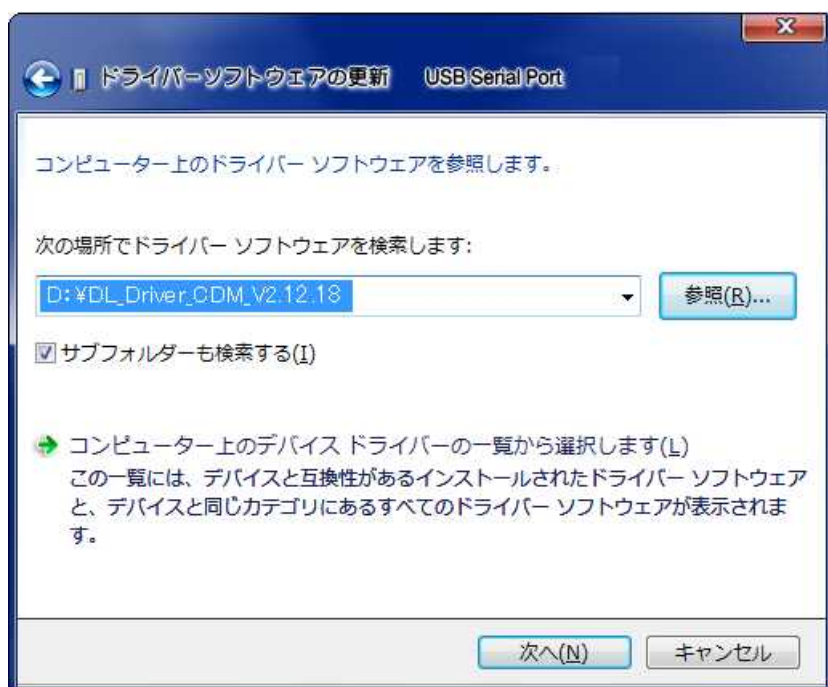 ドライバーソフトウェアの更新 USB Serial Port
コンピューター上のドライバー ソフトウェアを参照します。
次の場所でドライバー ソフトウェアを検索します:
D:¥DL_Driver_CDM_V2.12.18
参照(R)...
サブフォルダーも検索する(I)
コンピューター上のデバイス ドライバーの一覧から選択します(L)
この一覧には、デバイスと互換性があるインストールされたドライバー ソフトウェア
と、デバイスと同じカテゴリにあるすべてのドライバー ソフトウェアが表示されま
す。
次へ(N)
キャンセル